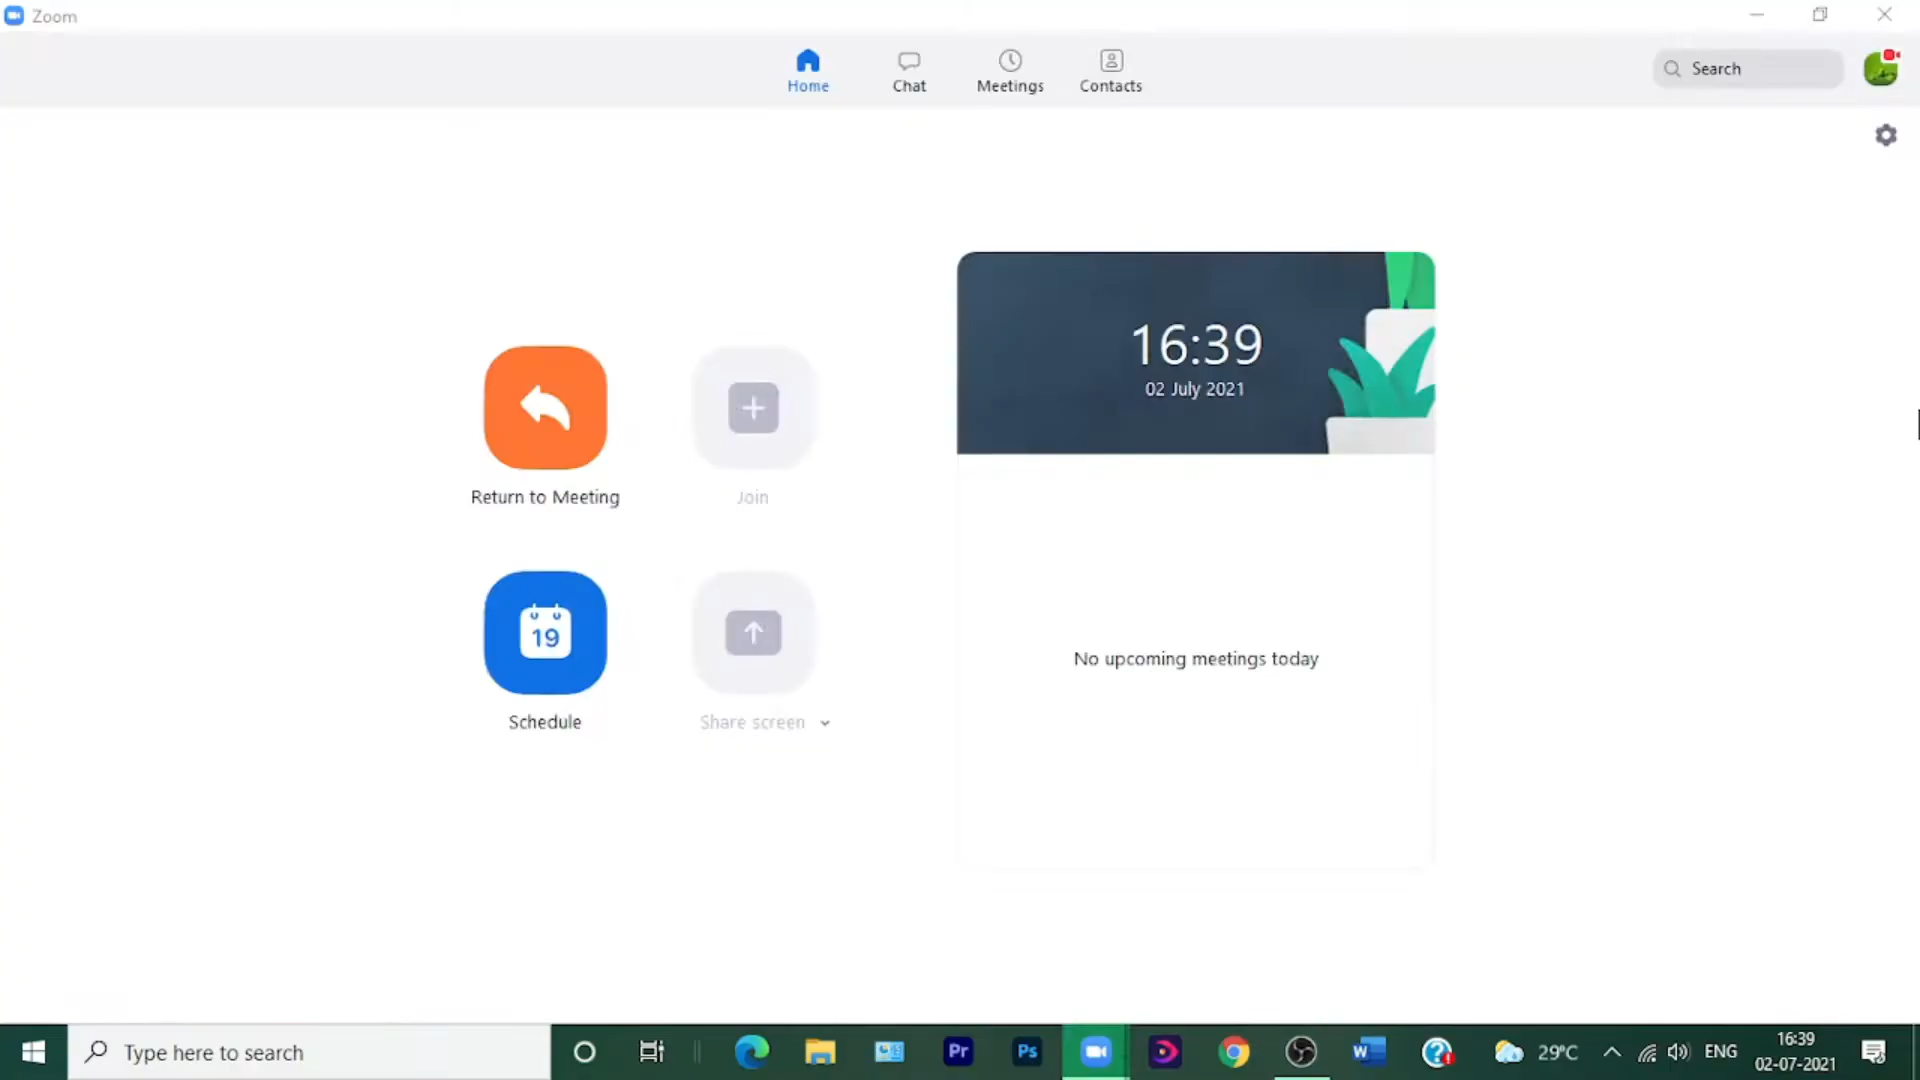 Zoom
Home
Chat
Meetings
Contacts
Search
16:39
02 July 2021
Return to Meeting
Join
19
Schedule
Share screen
No upcoming meetings today
Type here to search
Pr
Ps
W
29°C
ENG
16:39
02-07-2021